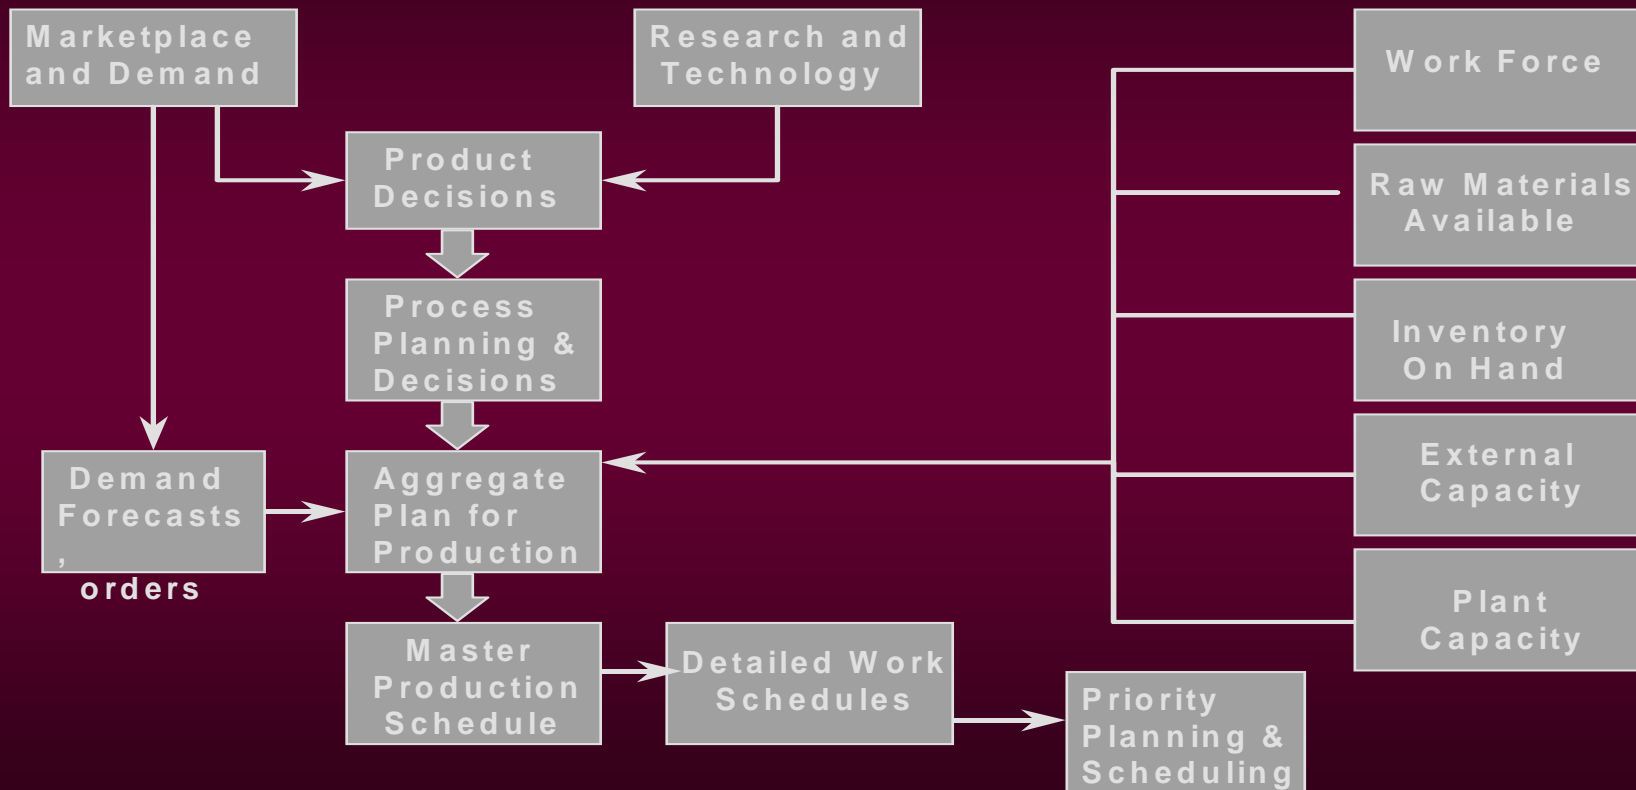 Marketplace
and Demand
Research and
Technology
Work Force
Product
Decisions
Raw Materials
Available
Process
Planning &
Decisions
Inventory
On Hand
Demand
Forecasts
,
orders
Aggregate
Plan for
Production
External
Capacity
Master
Production
Schedule
Detailed Work
Schedules
Plant
Capacity
Priority
Planning &
Scheduling